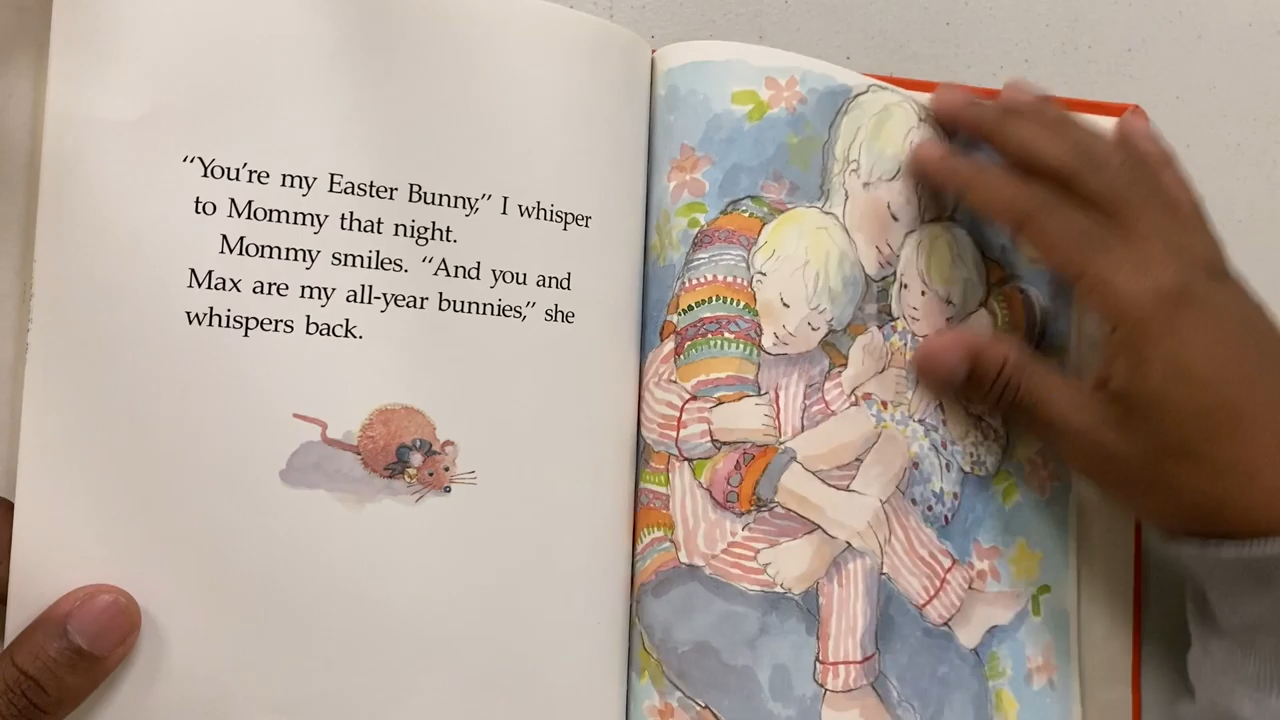 “You’re my Easter Bunny,” I whisper
to Mommy that night.
Mommy smiles. “And you and
Max are my all-year bunnies,” she
whispers back.